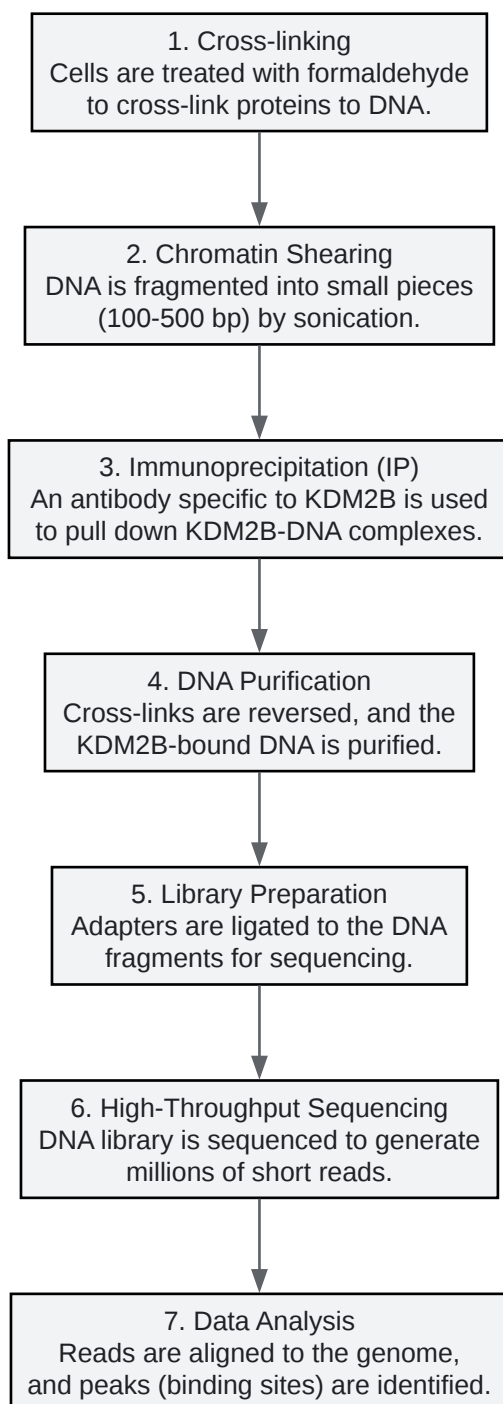 1. Cross-linking
Cells are treated with formaldehyde
to cross-link proteins to DNA.
2. Chromatin Shearing
DNA is fragmented into small pieces
(100-500 bp) by sonication.
3. Immunoprecipitation (IP)
An antibody specific to KDM2B is used
to pull down KDM2B-DNA complexes.
4. DNA Purification
Cross-links are reversed, and the
KDM2B-bound DNA is purified.
5. Library Preparation
Adapters are ligated to the DNA
fragments for sequencing.
6. High-Throughput Sequencing
DNA library is sequenced to generate
millions of short reads.
7. Data Analysis
Reads are aligned to the genome,
and peaks (binding sites) are identified.